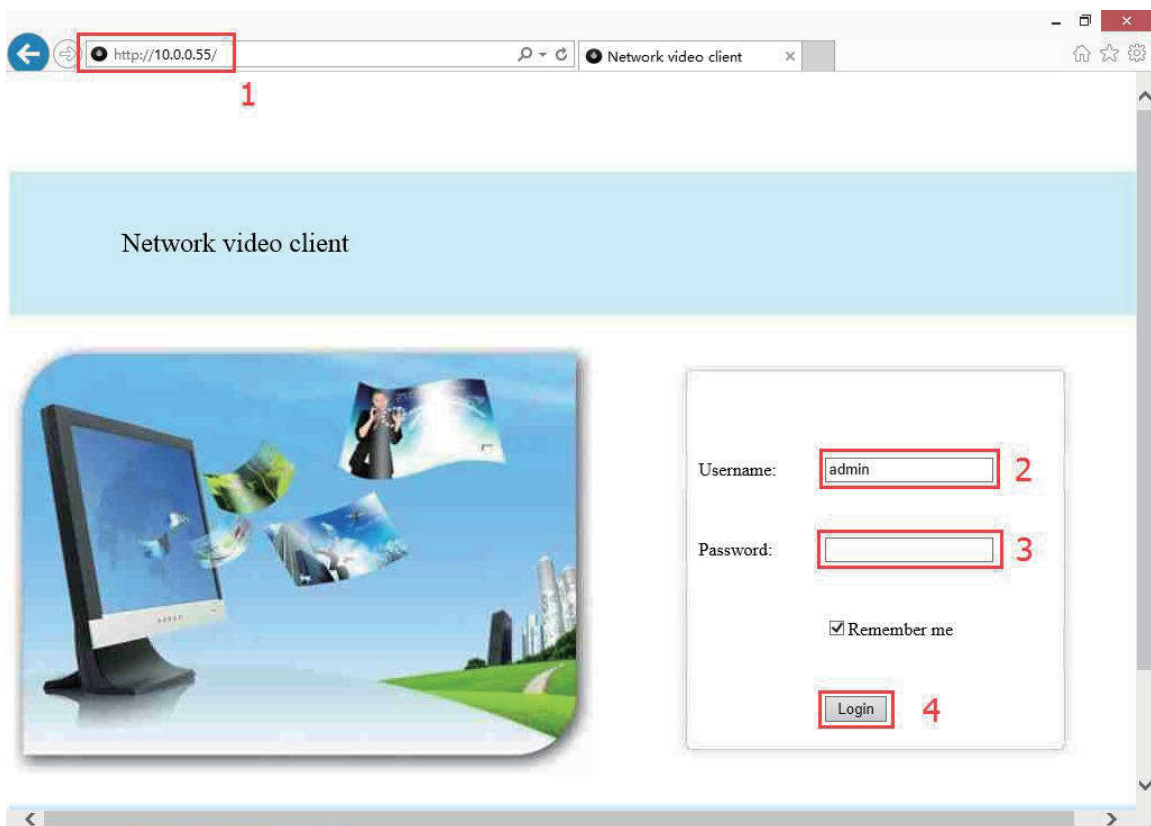 http://10.0.0.55/
Network video client
1
Network video client
Username:
admin
2
Password:
3
Remember me
Login
4